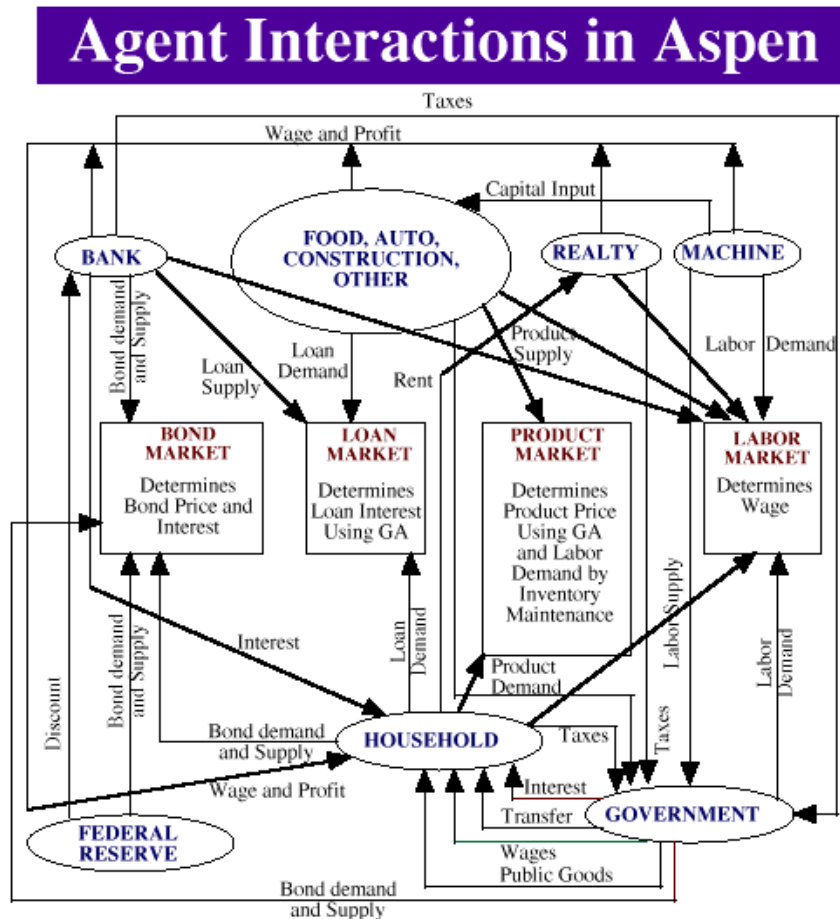 Agent Interactions in Aspen
Taxes
Wage and Profit
Capital Input
FOOD, AUTO,
CONSTRUCTION,
OTHER
BANK
REALTY
MACHINE
Bond demand
and Supply
Loan
Supply
Loan
Demand
Rent
Product
Supply
Labor Demand
BOND
MARKET
Determines
Bond Price and
Interest
LOAN
MARKET
Determines
Loan Interest
Using GA
PRODUCT
MARKET
Determines
Product Price
Using GA
and Labor
Demand by
Inventory
Maintenance
LABOR
MARKET
Determines
Wage
Discount
Bond demand
and Supply
Interest
Loan
Demand
Product
Demand
Labor Supply
Labor
Demand
Bond demand
and Supply
HOUSEHOLD
Taxes
Taxes
Wage and Profit
Interest
Transfer
Wages
Public Goods
GOVERNMENT
FEDERAL
RESERVE
Bond demand
and Supply